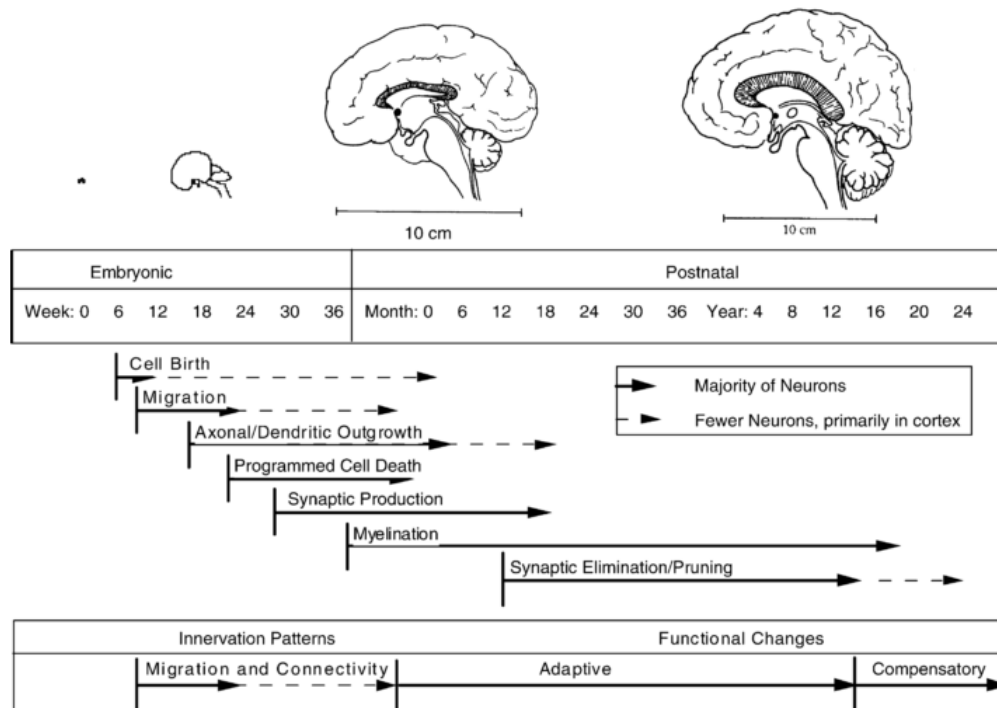 10 cm
10 cm
Embryonic Postnatal
Week: 0 6 12 18 24 30 36 Month: 0 6 12 18 24 30 36 Year: 4 8 12 16 20 24
Cell Birth
Majority of Neurons
Migration
Fewer Neurons, primarily in cortex
Axonal/Dendritic Outgrowth
Programmed Cell Death
Synaptic Production
Myelination
Synaptic Elimination/Pruning
Innervation Patterns Functional Changes
Migration and Connectivity Adaptive Compensatory